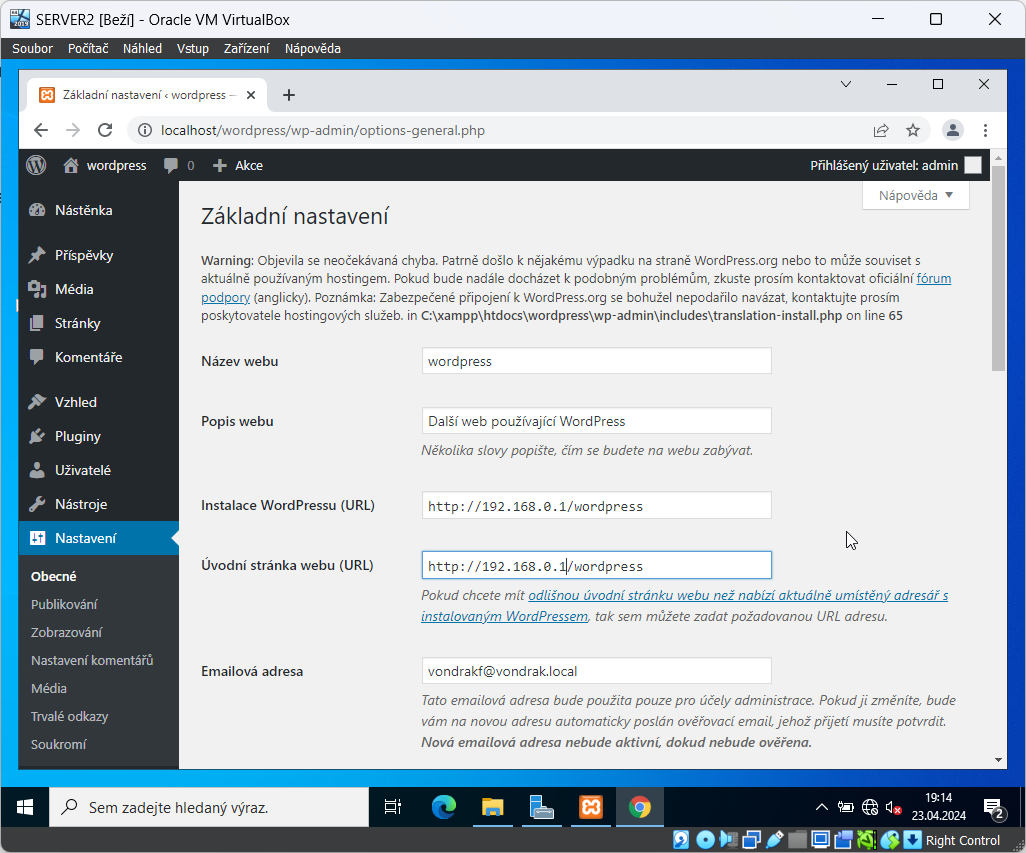 SERVER2 [Beží] - Oracle VM VirtualBox
Soubor Počítač Náhled Vstup Zařízení Nápověda
Základní nastavení ‹ wordpress —
localhost/wordpress/wp-admin/options-general.php
wordpress 0 Akce Přihlášený uživatel: admin
Nápověda
Nástěnka
Příspěvky
Média
Stránky
Komentáře
Vzhled
Pluginy
Uživatelé
Nástroje
Nastavení
Obecné
Publikování
Zobrazování
Nastavení komentářů
Média
Trvalé odkazy
Soukromí
Základní nastavení
Warning: Objevila se neočekávaná chyba. Patrně došlo k nějakému výpadku na straně WordPress.org nebo to může souviset s
aktuálně používaným hostingem. Pokud bude nadále docházet k podobným problémům, zkuste prosím kontaktovat oficiální fórum
podpory (anglicky). Poznámka: Zabezpečené připojení k WordPress.org se bohužel nepodařilo navázat, kontaktujte prosím
poskytovatele hostingových služeb. in C:\xampp\htdocs\wordpress\wp-admin\includes\translation-install.php on line 65
Název webu wordpress
Popis webu Další web používající WordPress
Několika slovy popište, čím se budete na webu zabývat.
Instalace WordPressu (URL) http://192.168.0.1/wordpress
Úvodní stránka webu (URL) http://192.168.0.1/wordpress
Pokud chcete mít odlišnou úvodní stránku webu než nabízí aktuálně umístěný adresář s
instalovaným WordPressem, tak sem můžete zadat požadovanou URL adresu.
Emailová adresa vondrakf@vondrak.local
Tato emailová adresa bude použita pouze pro účely administrace. Pokud ji změníte, bude
vám na novou adresu automaticky poslán ověřovací email, jehož přijetí musíte potvrdit.
Nová emailová adresa nebude aktivní, dokud nebude ověřena.
Sem zadejte hledaný výraz.
19:14
23.04.2024
2
Right Control